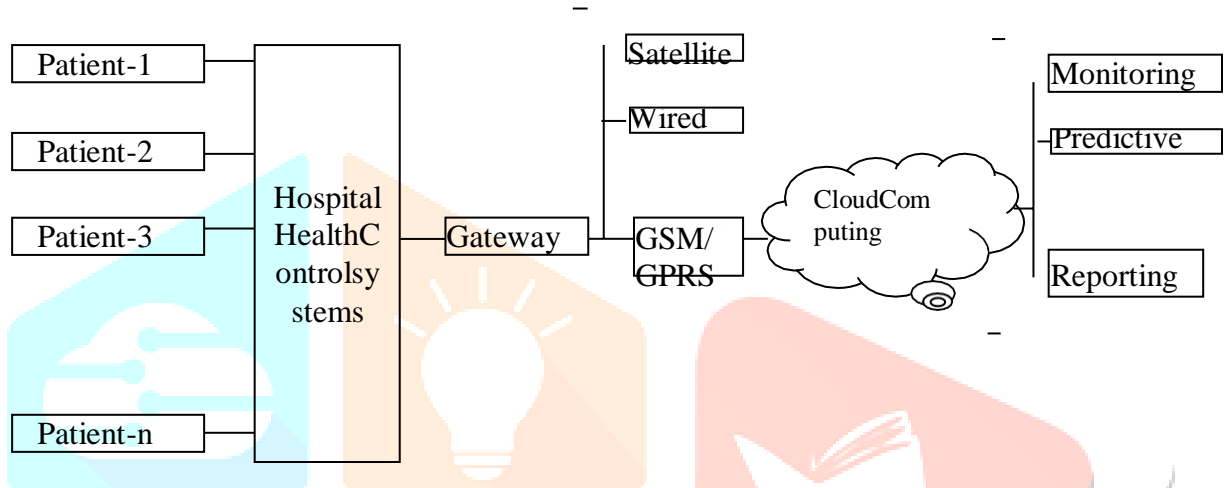 Patient-1
Patient-2
Patient-3
Patient-n
Hospital
HealthC
ontrolsy
stems
Gateway
Satellite
Wired
GSM/
GPRS
CloudCom
puting
Monitoring
Predictive
Reporting